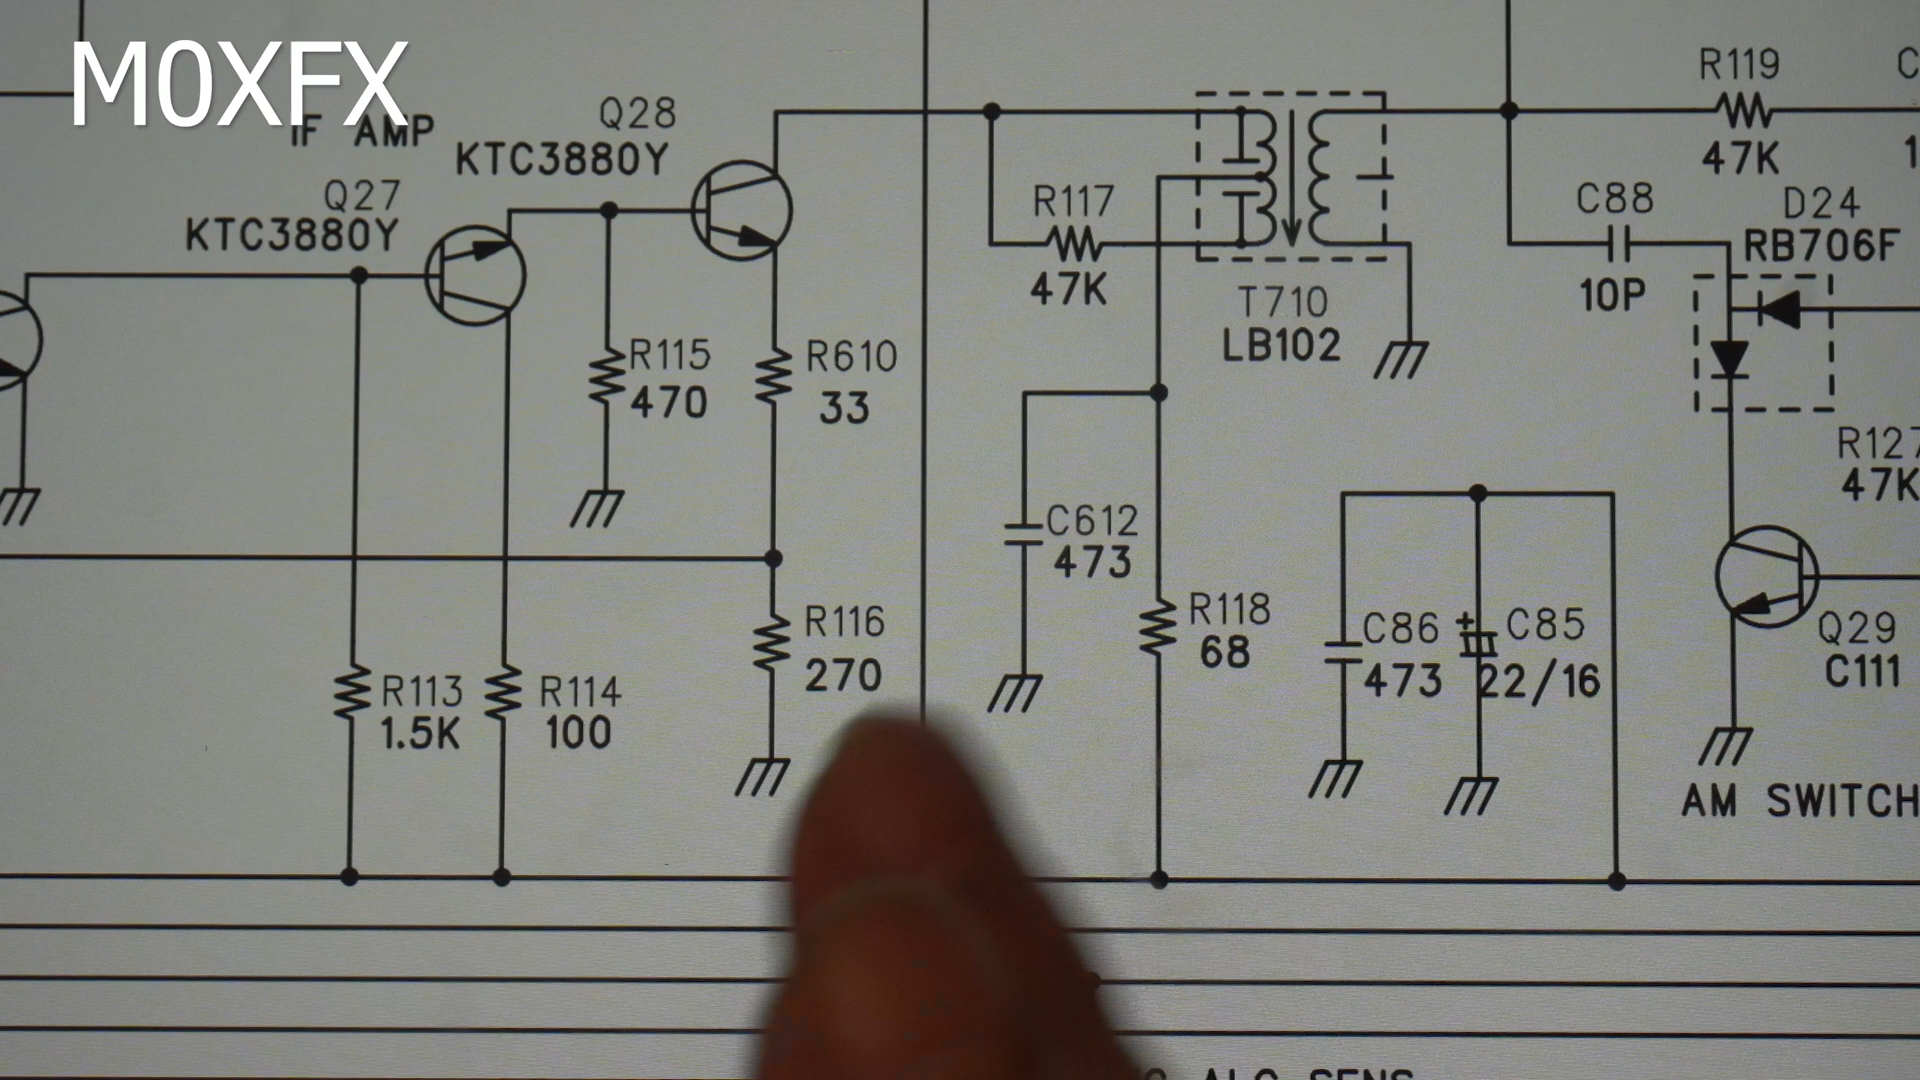 M0XFX
IF AMP
Q28
KTC3880Y
Q27
KTC3880Y
R115
470
R610
33
R116
270
R113
1.5K
R114
100
R117
47K
T710
LB102
C612
473
R118
68
C86
473
+
C85
22/16
R119
47K
C88
10P
D24
RB706F
R127
47K
Q29
C111
AM SWITCH
ALC SENS